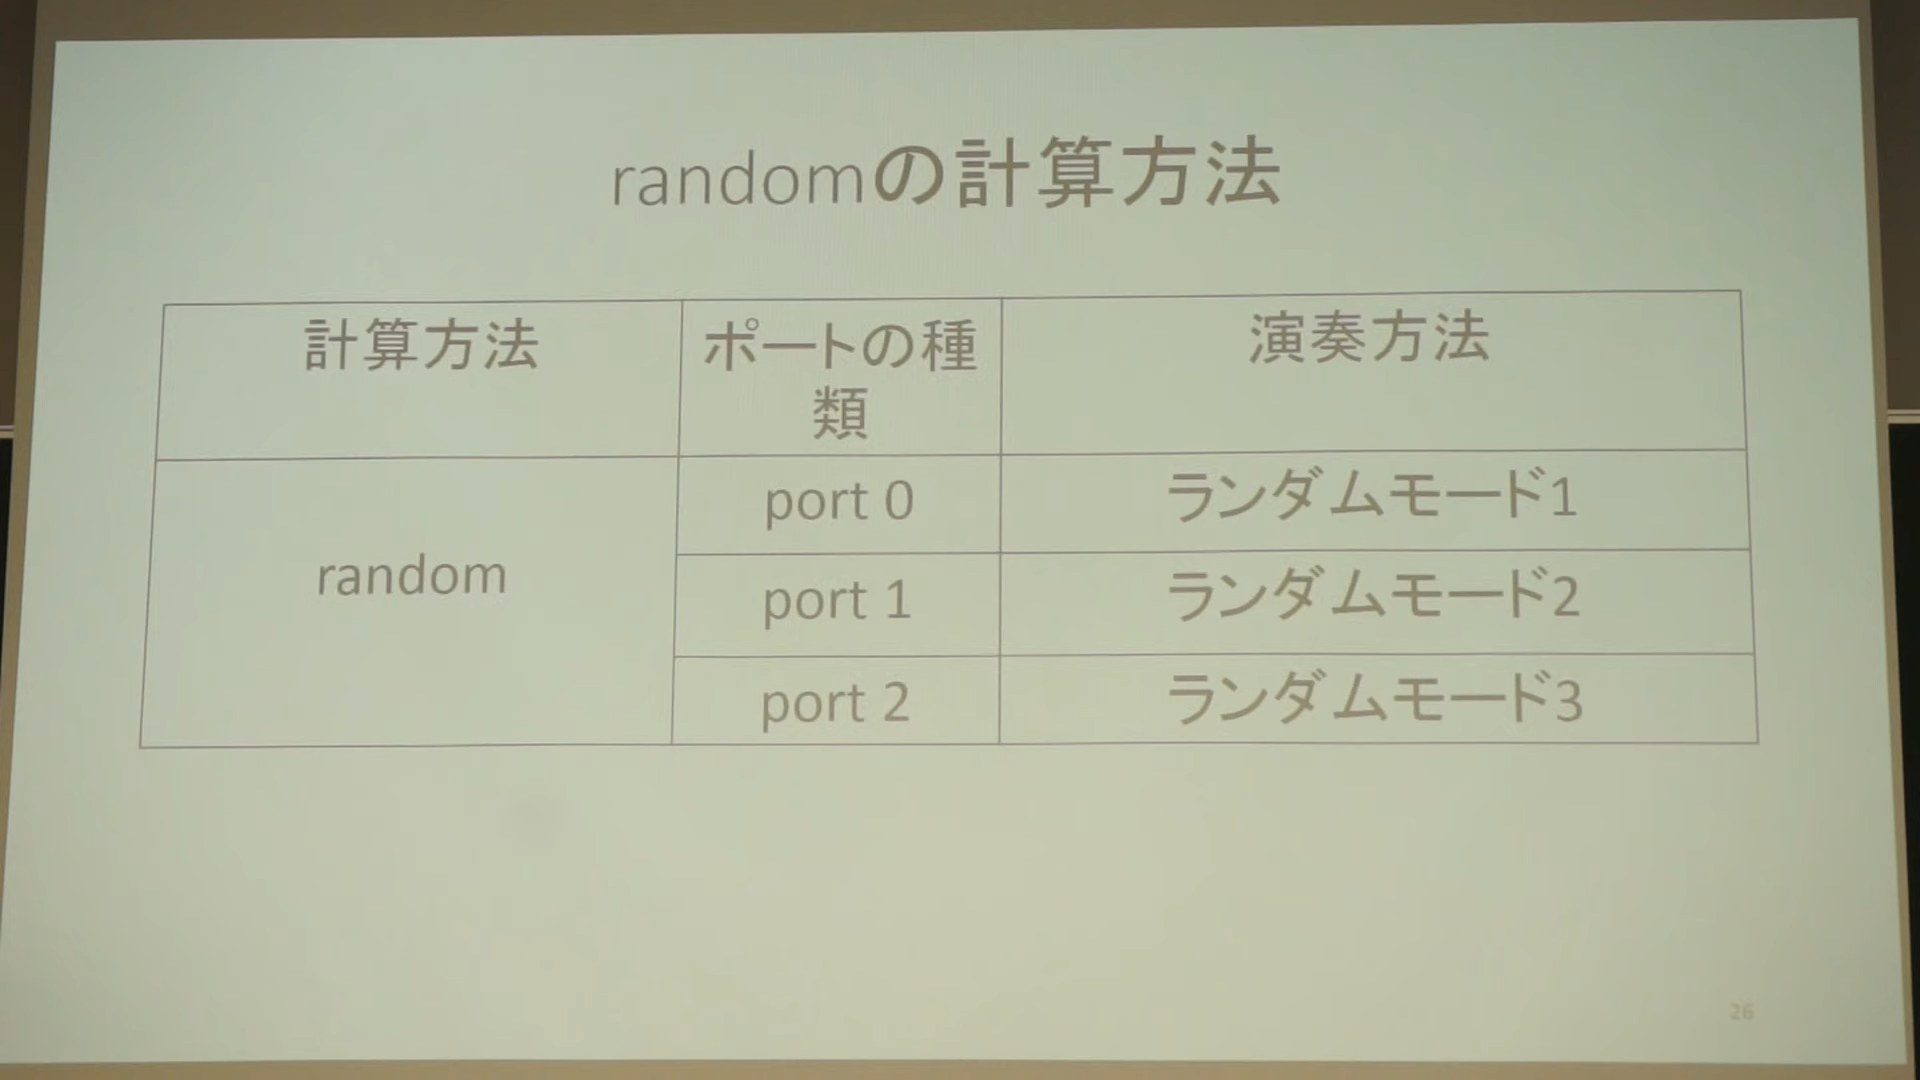 randomの計算方法
計算方法
ポートの種
類
演奏方法
random
port 0
ランダムモード1
port 1
ランダムモード2
port 2
ランダムモード3
26